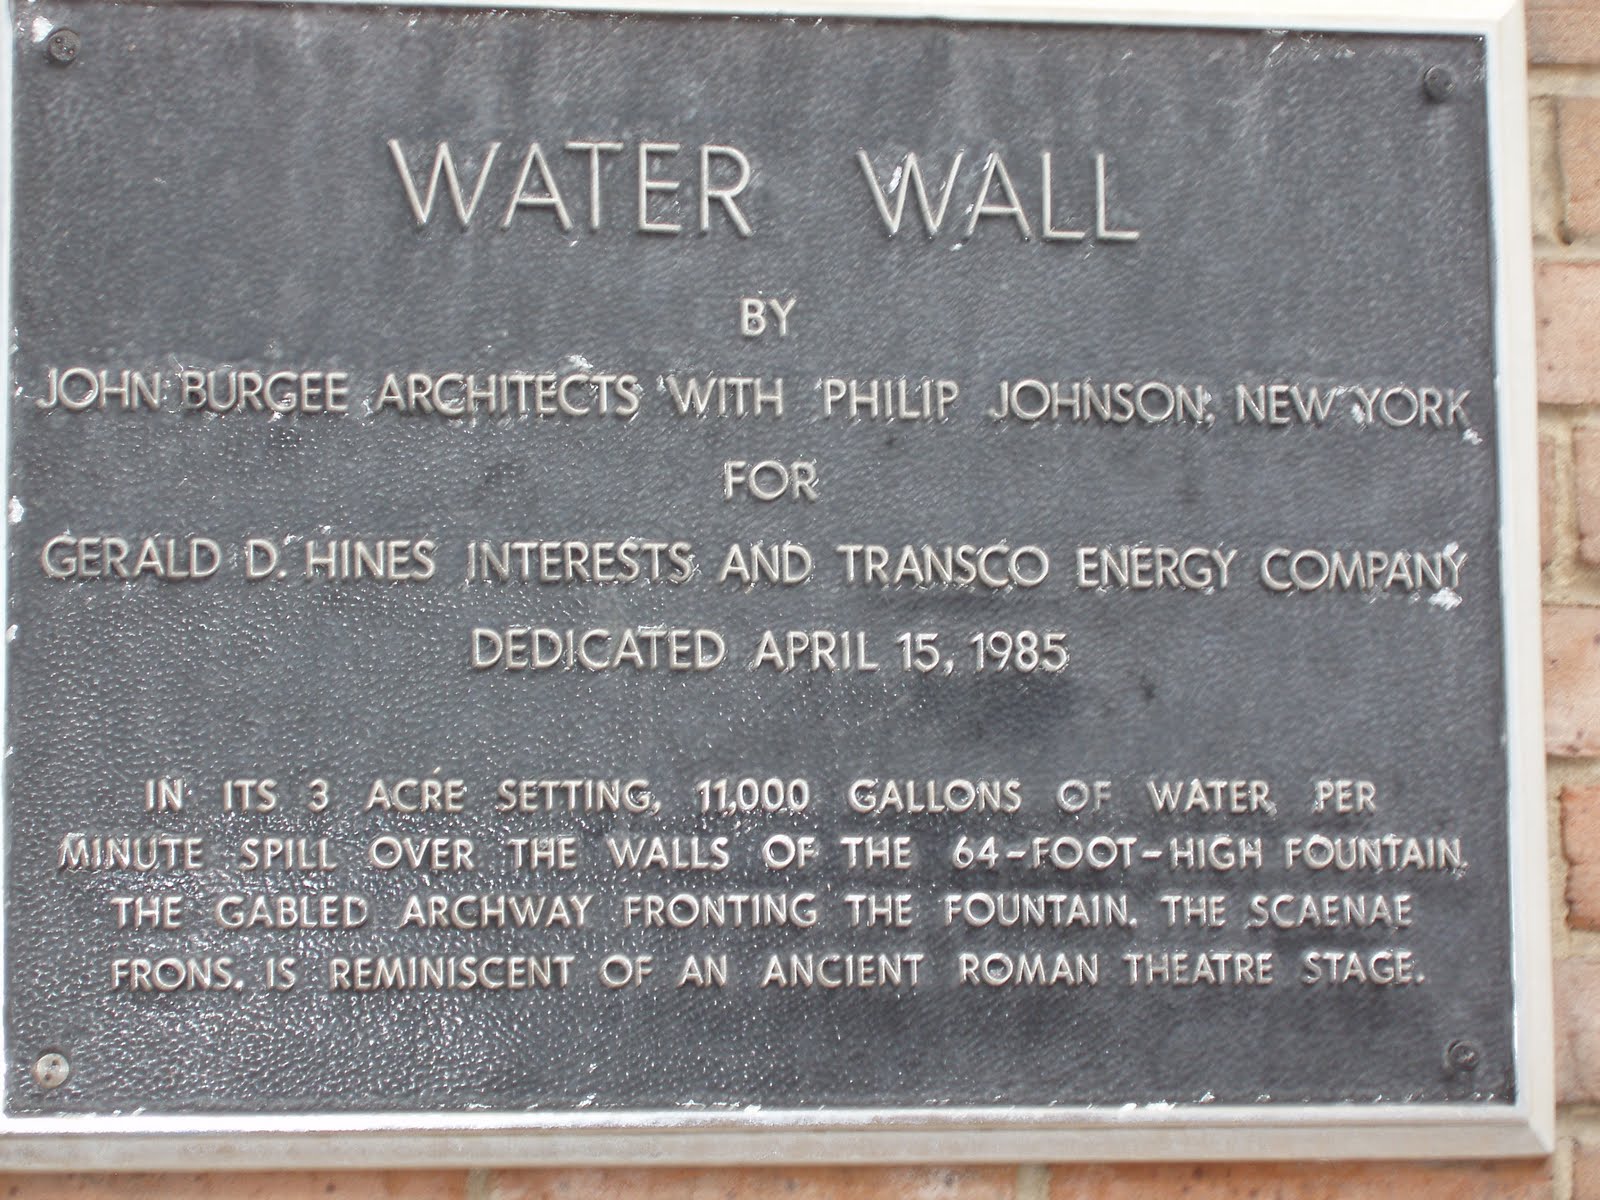 WATER WALL
BY
JOHN BURGEE ARCHITECTS WITH PHILIP JOHNSON, NEW YORK
FOR
GERALD D. HINES INTERESTS AND TRANSCO ENERGY COMPANY
DEDICATED APRIL 15, 1985
IN ITS 3 ACRE SETTING, 11,000 GALLONS OF WATER PER
MINUTE SPILL OVER THE WALLS OF THE 64-FOOT-HIGH FOUNTAIN.
THE GABLED ARCHWAY FRONTING THE FOUNTAIN, THE SCAENAE
FRONS, IS REMINISCENT OF AN ANCIENT ROMAN THEATRE STAGE.